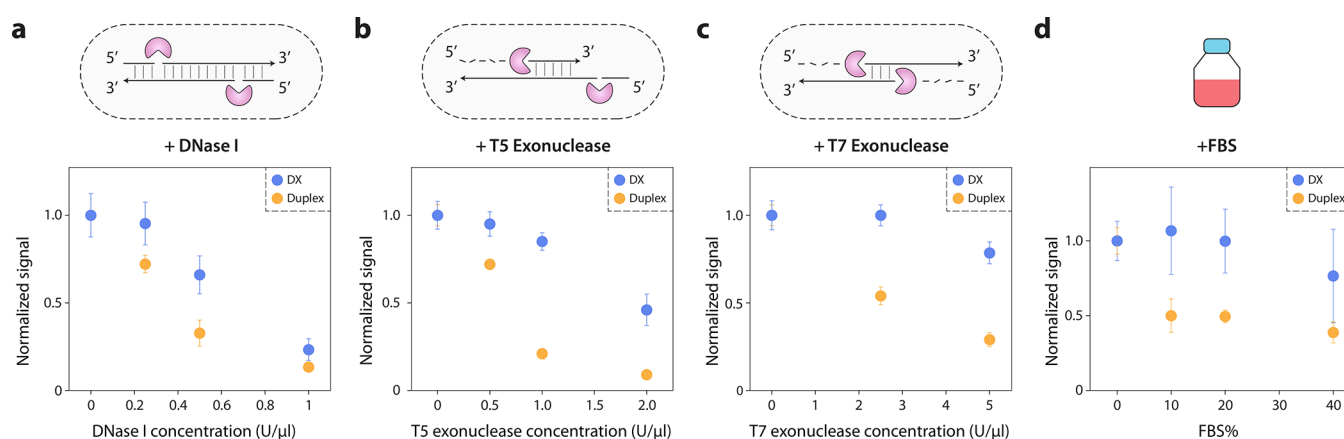 a
5′ 3′
3′ 5′
+ DNase I
DX
Duplex
Normalized signal
1.0
0.5
0
0 0.2 0.4 0.6 0.8 1
DNase I concentration (U/µl)
b
5′ 3′
3′ 5′
+ T5 Exonuclease
DX
Duplex
Normalized signal
1.0
0.5
0
0 0.5 1.0 1.5 2.0
T5 exonuclease concentration (U/µl)
c
5′ 3′
3′ 5′
+ T7 Exonuclease
DX
Duplex
Normalized signal
1.0
0.5
0
0 1 2 3 4 5
T7 exonuclease concentration (U/µl)
d
+FBS
DX
Duplex
Normalized signal
1.0
0.5
0
0 10 20 30 40
FBS%